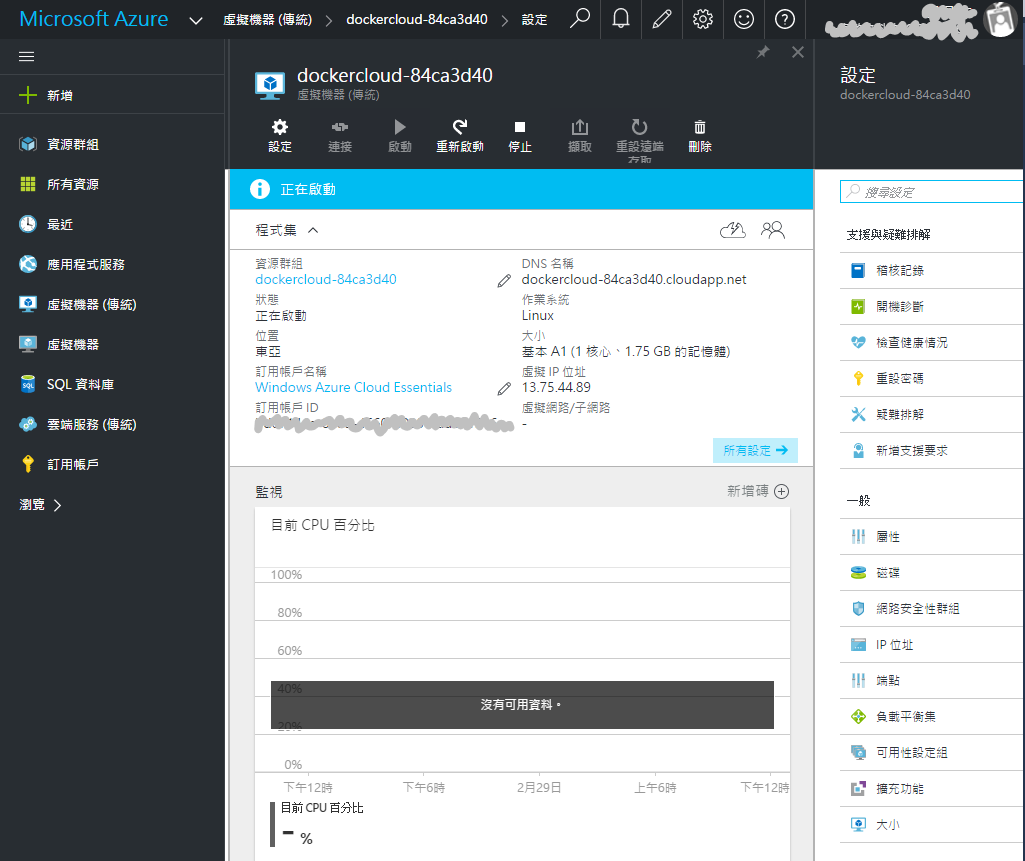 Microsoft Azure
虛擬機器 (傳統) > dockercloud-84ca3d40 > 設定
新增
資源群組
所有資源
最近
應用程式服務
虛擬機器 (傳統)
虛擬機器
SQL 資料庫
雲端服務 (傳統)
訂用帳戶
瀏覽 >
dockercloud-84ca3d40
虛擬機器 (傳統)
設定
連接
啟動
重新啟動
停止
擷取
重設遠端
存取
刪除
正在啟動
程式集
資源群組
dockercloud-84ca3d40
狀態
正在啟動
位置
東亞
訂用帳戶名稱
Windows Azure Cloud Essentials
訂用帳戶 ID
DNS 名稱
dockercloud-84ca3d40.cloudapp.net
作業系統
Linux
大小
基本 A1 (1 核心、1.75 GB 的記憶體)
虛擬 IP 位址
13.75.44.89
虛擬網路/子網路
-
所有設定 →
監視
新增磚
目前 CPU 百分比
100%
80%
60%
40%
沒有可用資料。
20%
0%
下午12時
下午6時
2月29日
上午6時
下午12時
目前 CPU 百分比
- %
設定
dockercloud-84ca3d40
搜尋設定
支援與疑難排解
稽核記錄
開機診斷
檢查健康情況
重設密碼
疑難排解
新增支援要求
一般
屬性
磁碟
網路安全性群組
IP 位址
端點
負載平衡集
可用性設定組
擴充功能
大小